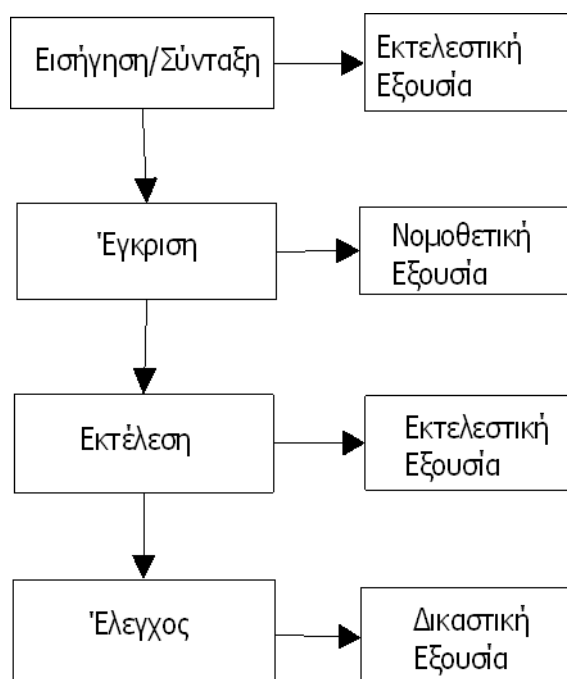 Εισήγηση/Σύνταξη
Εκτελεστική
Εξουσία
Έγκριση
Νομοθετική
Εξουσία
Εκτέλεση
Εκτελεστική
Εξουσία
Έλεγχος
Δικαστική
Εξουσία